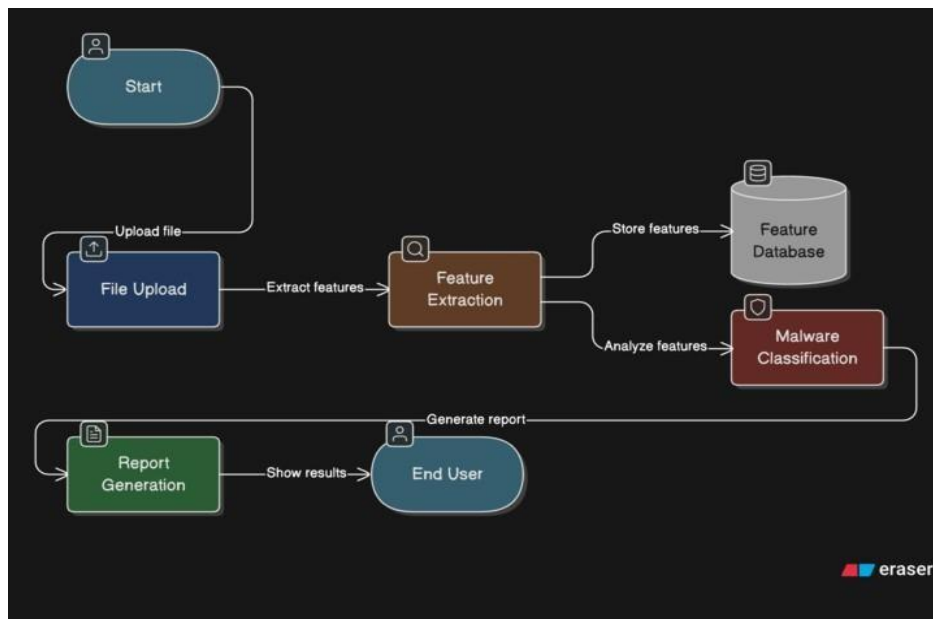 Start
Upload file
File Upload
Extract features
Feature
Extraction
Store features
Feature
Database
Analyze features
Malware
Classification
Generate report
Report
Generation
Show results
End User
eraser